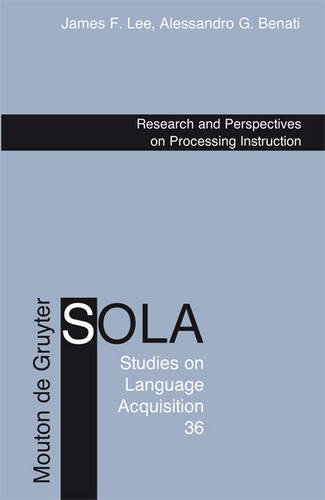 James F. Lee, Alessandro G. Benati
Research and Perspectives
on Processing Instruction
Mouton de Gruyter
SOLA
Studies on
Language
Acquisition
36